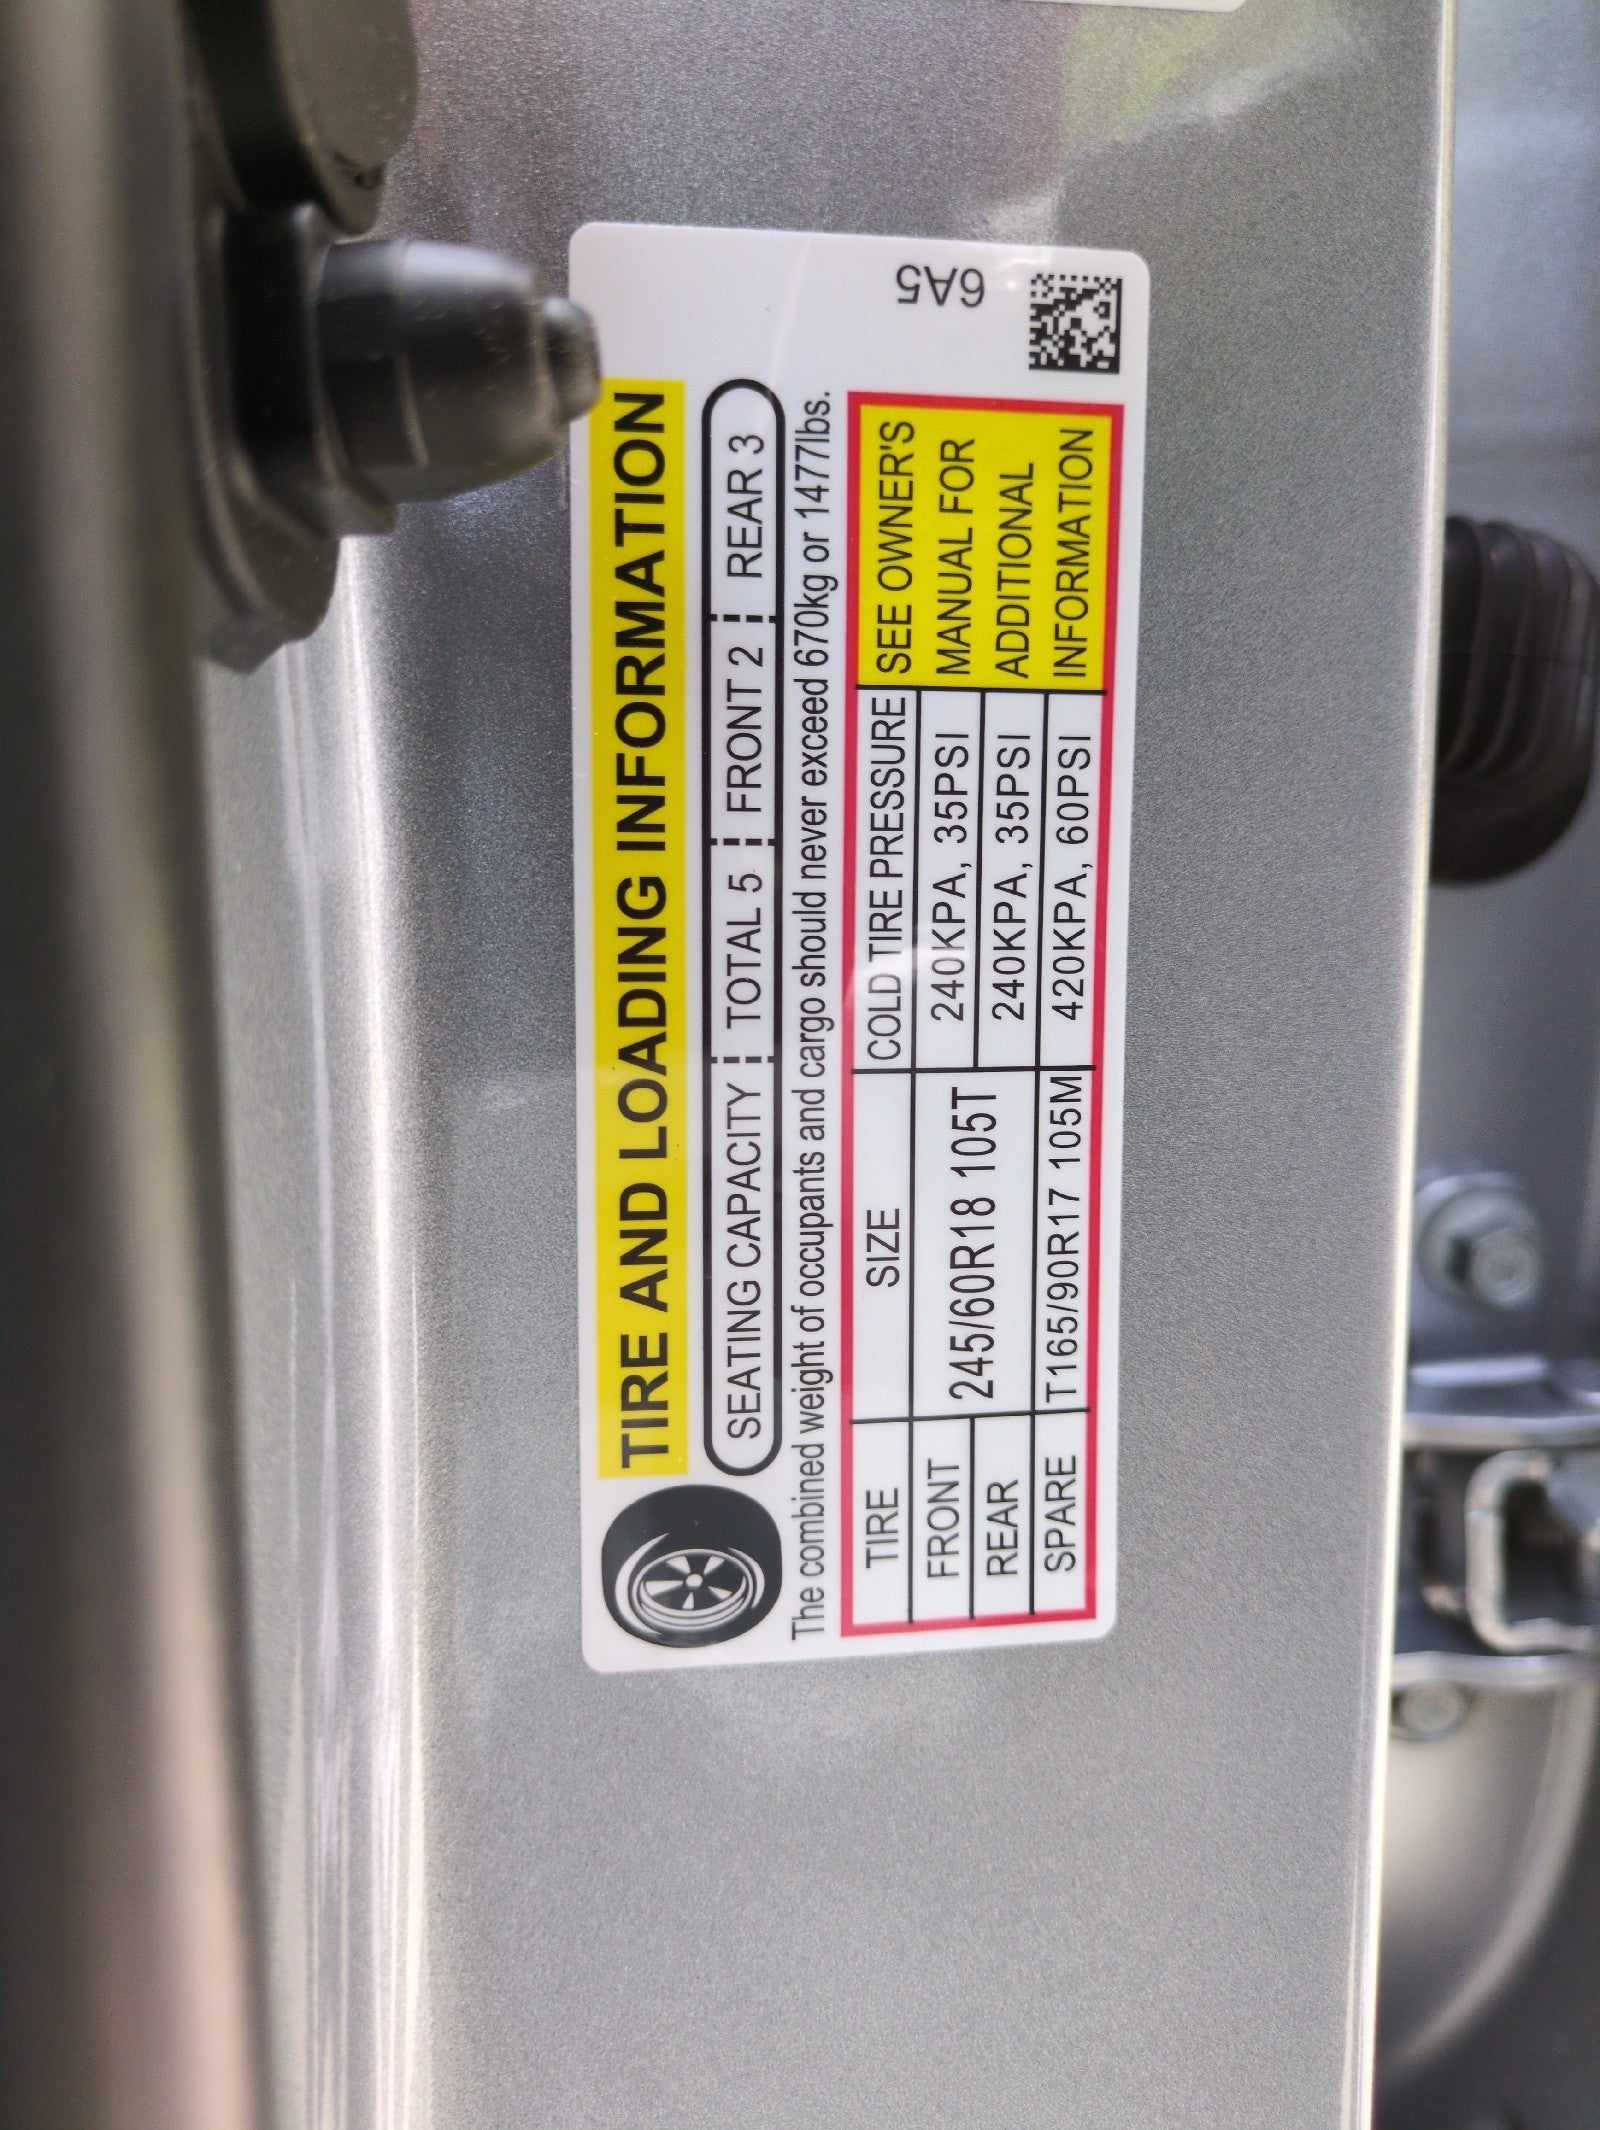 TIRE AND LOADING INFORMATION
SEATING CAPACITY TOTAL 5 FRONT 2 REAR 3
The combined weight of occupants and cargo should never exceed 670kg or 1477lbs.
TIRE SIZE COLD TIRE PRESSURE
FRONT 245/60R18 105T 240KPA, 35PSI
REAR 240KPA, 35PSI
SPARE T165/90R17 105M 420KPA, 60PSI
SEE OWNER'S
MANUAL FOR
ADDITIONAL
INFORMATION
6A5